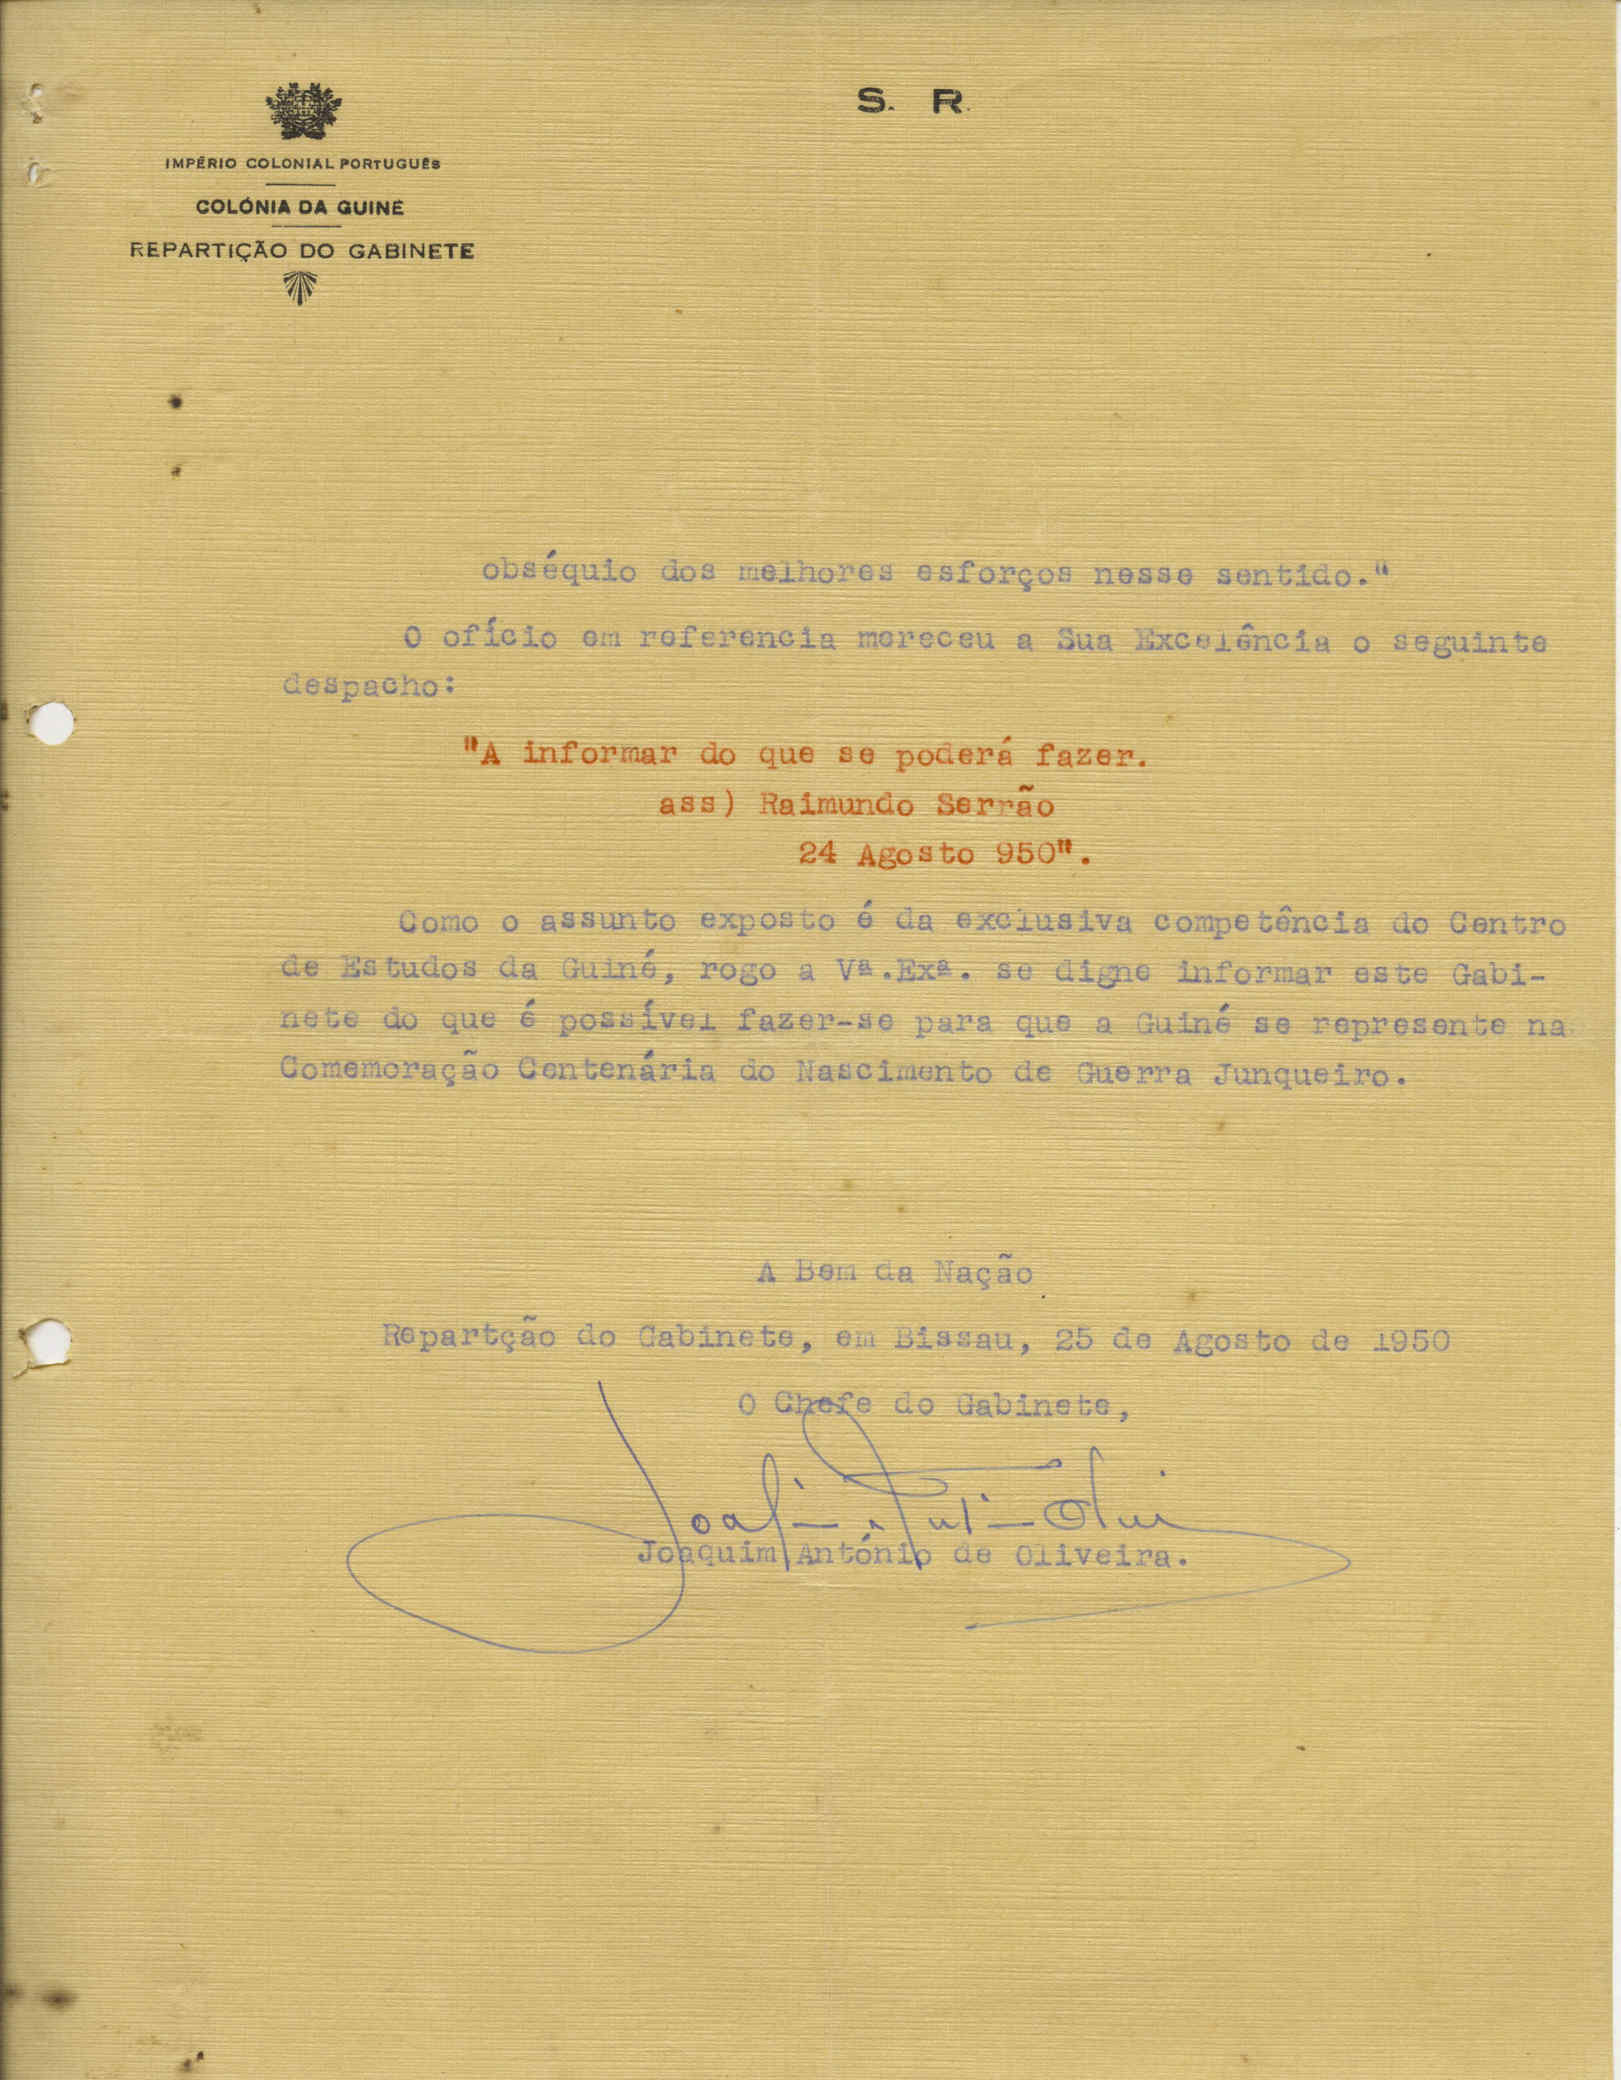 S. R.
IMPÉRIO COLONIAL PORTUGUÊS
COLÓNIA DA GUINÉ
REPARTIÇÃO DO GABINETE
obséquio dos melhores esforços nesse sentido."
O ofício em referencia mereceu a Sua Excelência o seguinte
despacho:
"A informar do que se poderá fazer.
ass) Raimundo Serrão
24 Agosto 950".
Como o assunto exposto é da exclusiva competência do Centro
de Estudos da Guiné, rogo a Vª.Exª. se digne informar este Gabi-
nete do que é possível fazer-se para que a Guiné se represente na
Comemoração Centenária do Nascimento de Guerra Junqueiro.
A Bem da Nação
Repartção do Gabinete, em Bissau, 25 de Agosto de 1950
O Chefe do Gabinete,
Joaquim António de Oliveira.